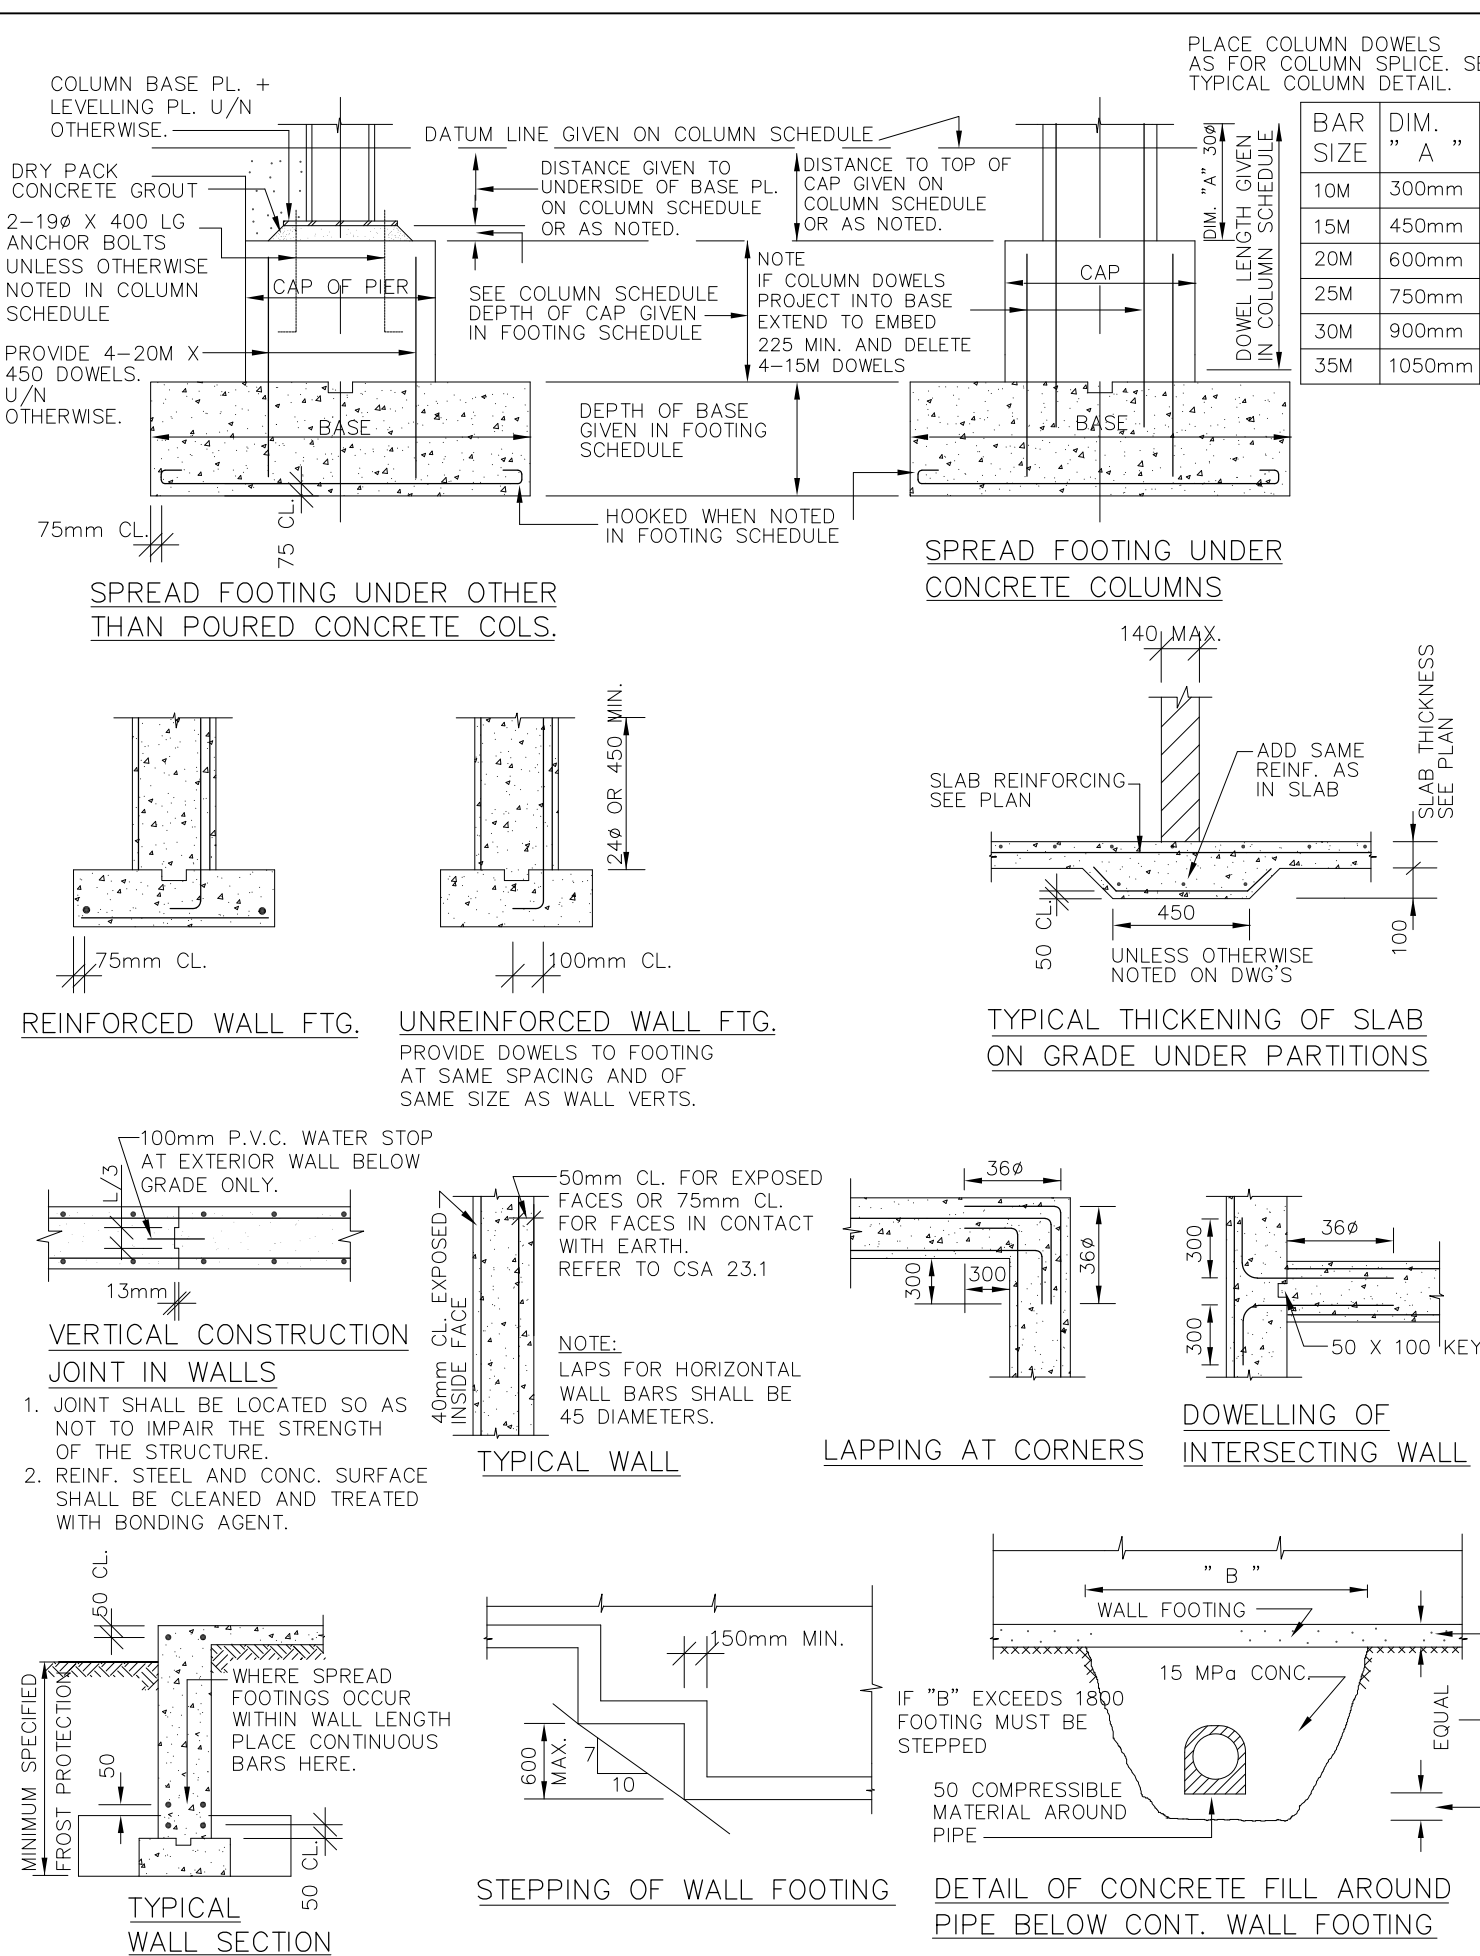 COLUMN BASE PL. +
LEVELLING PL. U/N
OTHERWISE.
DRY PACK
CONCRETE GROUT
2-19ø X 400 LG
ANCHOR BOLTS
UNLESS OTHERWISE
NOTED IN COLUMN
SCHEDULE
PROVIDE 4-20M X
450 DOWELS.
U/N
OTHERWISE.
CAP OF PIER
BASE
75mm CL.
75 CL.
SPREAD FOOTING UNDER OTHER
THAN POURED CONCRETE COLS.
DATUM LINE GIVEN ON COLUMN SCHEDULE
DISTANCE GIVEN TO
UNDERSIDE OF BASE PL.
ON COLUMN SCHEDULE
OR AS NOTED.
DISTANCE TO TOP OF
CAP GIVEN ON
COLUMN SCHEDULE
OR AS NOTED.
SEE COLUMN SCHEDULE
DEPTH OF CAP GIVEN
IN FOOTING SCHEDULE
NOTE
IF COLUMN DOWELS
PROJECT INTO BASE
EXTEND TO EMBED
225 MIN. AND DELETE
4-15M DOWELS
DEPTH OF BASE
GIVEN IN FOOTING
SCHEDULE
HOOKED WHEN NOTED
IN FOOTING SCHEDULE
CAP
BASE
DIM. "A" 30ø
DOWEL LENGTH GIVEN
IN COLUMN SCHEDULE
SPREAD FOOTING UNDER
CONCRETE COLUMNS
PLACE COLUMN DOWELS
AS FOR COLUMN SPLICE. SE
TYPICAL COLUMN DETAIL.
BAR SIZE DIM. " A "
10M 300mm
15M 450mm
20M 600mm
25M 750mm
30M 900mm
35M 1050mm
75mm CL.
REINFORCED WALL FTG.
24ø OR 450 MIN.
100mm CL.
UNREINFORCED WALL FTG.
PROVIDE DOWELS TO FOOTING
AT SAME SPACING AND OF
SAME SIZE AS WALL VERTS.
140 MAX.
SLAB REINFORCING
SEE PLAN
ADD SAME
REINF. AS
IN SLAB
SLAB THICKNESS
SEE PLAN
50 CL.
450
100
UNLESS OTHERWISE
NOTED ON DWG'S
TYPICAL THICKENING OF SLAB
ON GRADE UNDER PARTITIONS
100mm P.V.C. WATER STOP
AT EXTERIOR WALL BELOW
GRADE ONLY.
L/3
13mm
VERTICAL CONSTRUCTION
JOINT IN WALLS
1. JOINT SHALL BE LOCATED SO AS
NOT TO IMPAIR THE STRENGTH
OF THE STRUCTURE.
2. REINF. STEEL AND CONC. SURFACE
SHALL BE CLEANED AND TREATED
WITH BONDING AGENT.
40mm CL. EXPOSED
INSIDE FACE
50mm CL. FOR EXPOSED
FACES OR 75mm CL.
FOR FACES IN CONTACT
WITH EARTH.
REFER TO CSA 23.1
NOTE:
LAPS FOR HORIZONTAL
WALL BARS SHALL BE
45 DIAMETERS.
TYPICAL WALL
36ø
36ø
300
300
LAPPING AT CORNERS
300
36ø
300
50 X 100 KEY
DOWELLING OF
INTERSECTING WALL
50 CL.
MINIMUM SPECIFIED
FROST PROTECTION
50
WHERE SPREAD
FOOTINGS OCCUR
WITHIN WALL LENGTH
PLACE CONTINUOUS
BARS HERE.
50 CL.
TYPICAL
WALL SECTION
150mm MIN.
600
MAX.
7
10
STEPPING OF WALL FOOTING
" B "
WALL FOOTING
15 MPa CONC.
IF "B" EXCEEDS 1800
FOOTING MUST BE
STEPPED
EQUAL
50 COMPRESSIBLE
MATERIAL AROUND
PIPE
DETAIL OF CONCRETE FILL AROUND
PIPE BELOW CONT. WALL FOOTING